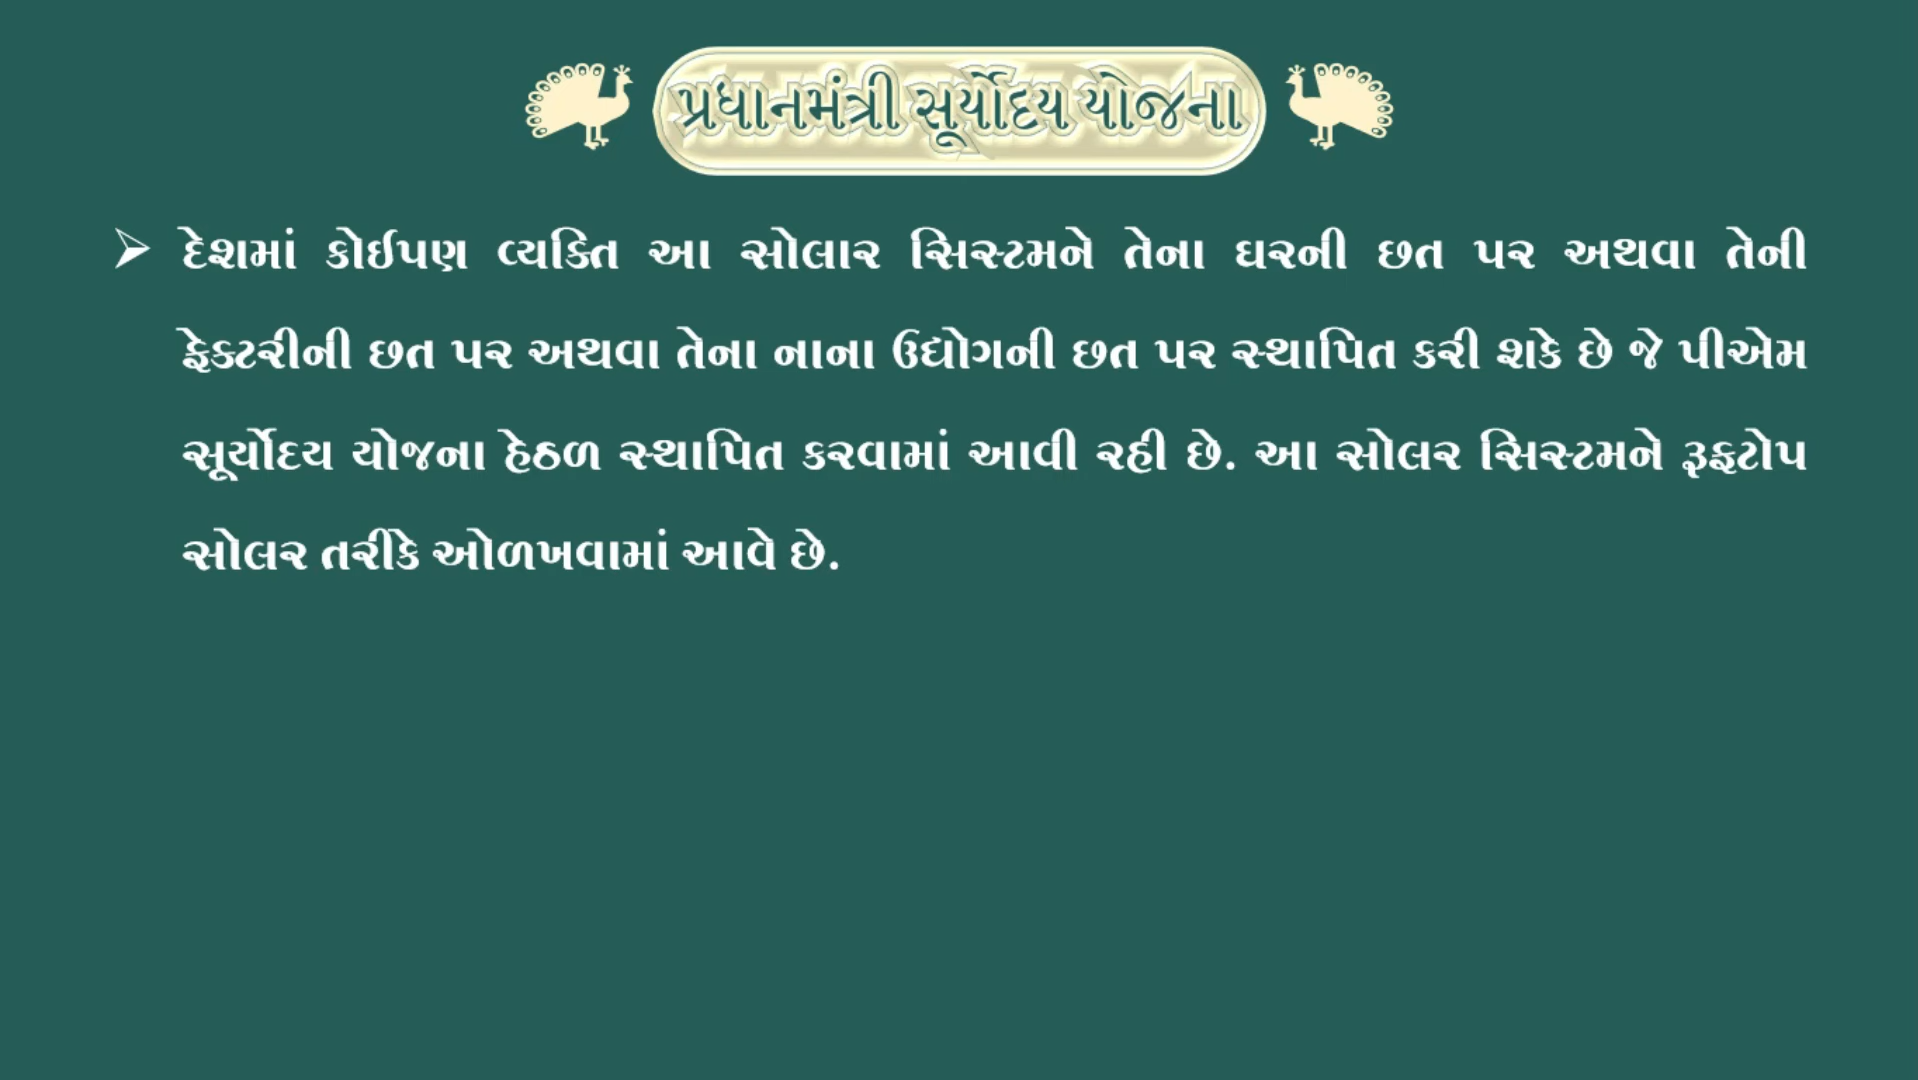 પ્રધાનમંત્રી સૂર્યોદય યોજના
➢ દેશમાં કોઈપણ વ્યક્તિ આ સોલાર સિસ્ટમને તેના ઘરની છત પર અથવા તેની
ફેક્ટરીની છત પર અથવા તેના નાના ઉદ્યોગની છત પર સ્થાપિત કરી શકે છે જે પીએમ
સૂર્યોદય યોજના હેઠળ સ્થાપિત કરવામાં આવી રહી છે. આ સોલર સિસ્ટમને રૂફટોપ
સોલર તરીકે ઓળખવામાં આવે છે.